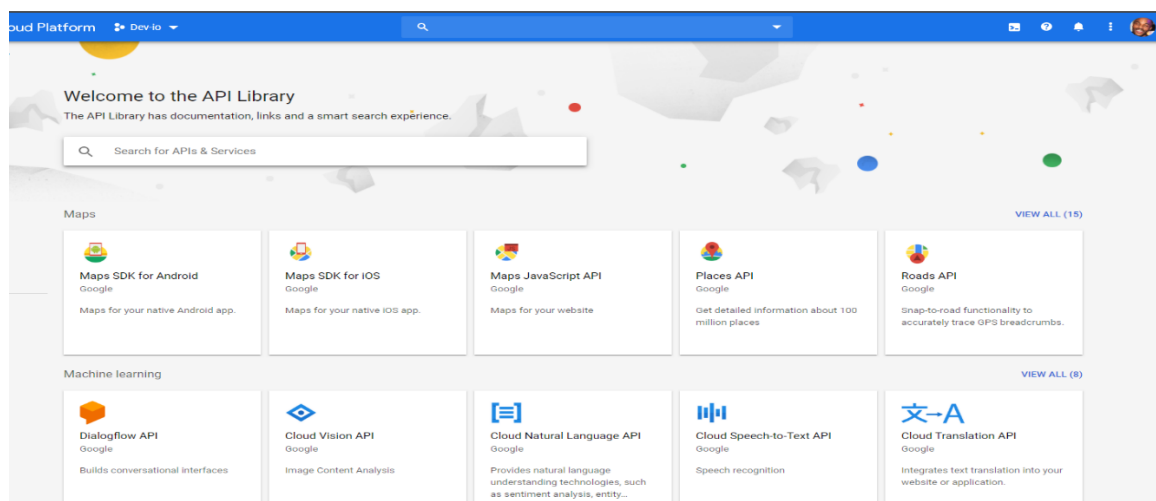 oud Platform Dev-io
Welcome to the API Library
The API Library has documentation, links and a smart search experience.
Search for APIs & Services
Maps VIEW ALL (15)
Maps SDK for Android
Google
Maps for your native Android app.
Maps SDK for iOS
Google
Maps for your native iOS app.
Maps JavaScript API
Google
Maps for your website
Places API
Google
Get detailed information about 100
million places
Roads API
Google
Snap-to-road functionality to
accurately trace GPS breadcrumbs.
Machine learning VIEW ALL (8)
Dialogflow API
Google
Builds conversational interfaces
Cloud Vision API
Google
Image Content Analysis
Cloud Natural Language API
Google
Provides natural language
understanding technologies, such
as sentiment analysis, entity...
Cloud Speech-to-Text API
Google
Speech recognition
文→A
Cloud Translation API
Google
Integrates text translation into your
website or application.